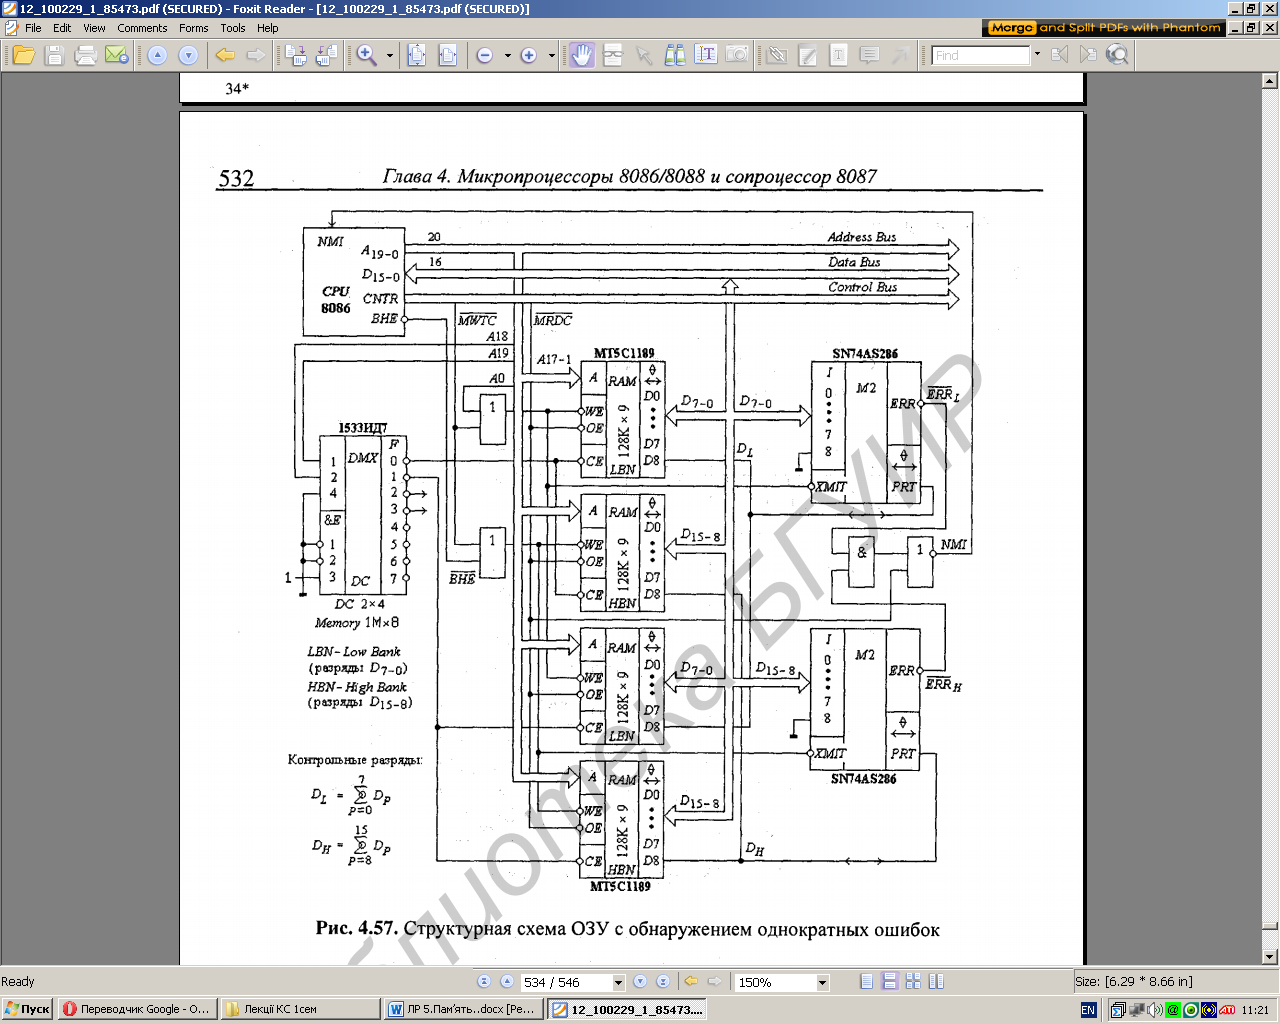 12_100229_1_85473.pdf (SECURED) - Foxit Reader - [12_100229_1_85473.pdf (SECURED)]
File Edit View Comments Forms Tools Help
Merge and Split PDFs with Phantom
Find
34*
532
Глава 4. Микропроцессоры 8086/8088 и сопроцессор 8087
NMI
20
Address Bus
A19-0
16
Data Bus
D15-0
Control Bus
CPU
8086
CNTR
BHE
MWTC
MRDC
A18
A19
A17-1
A0
MT5C1189
SN74AS286
A RAM D0
WE
OE
CE
D7
D8
128K × 9
LBN
D7-0
D7-0
I
0
7
8
M2
ERR
ERR L
XMIT
PRT
D L
1
1533ИД7
DMX
F
1
2
4
&E
1
2
3
DC
0
1
2
3
4
5
6
7
1
DC 2×4
Memory 1M×8
A RAM D0
WE
OE
CE
D7
D8
128K × 9
HBN
D15-8
1
BHE
&
1
NMI
LBN- Low Bank
(разряды D7-0)
HBN- High Bank
(разряды D15-8)
A RAM D0
WE
OE
CE
D7
D8
128K × 9
LBN
D7-0
D15-8
I
0
7
8
M2
ERR
ERR H
XMIT
PRT
SN74AS286
Контрольные разряды:
7
D L = Σ D P
P=0
15
D H = Σ D P
P=8
A RAM D0
WE
OE
CE
D7
D8
128K × 9
HBN
D15-8
D H
MT5C1189
Рис. 4.57. Структурная схема ОЗУ с обнаружением однократных ошибок
блиотека БГУИР
Ready
534 / 546
150%
Size: [6.29 * 8.66 in]
Пуск
Переводчик Google - O...
Лекції КС 1сем
ЛР 5.Пам'ять.docx [Ре...
12_100229_1_85473....
EN
11:21